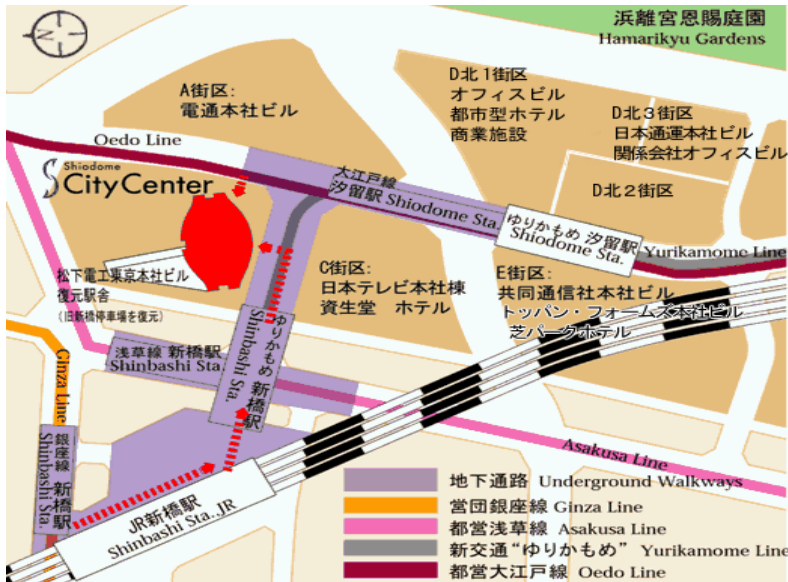 N
浜離宮恩賜庭園
Hamarikyu Gardens
A街区:
電通本社ビル
D北1街区
オフィスビル
都市型ホテル
商業施設
D北3街区
日本通運本社ビル
関係会社オフィスビル
D北2街区
Oedo Line
Shiodome
CityCenter
大江戸線
汐留駅 Shiodome Sta.
ゆりかもめ 汐留駅
Shiodome Sta.
Yurikamome Line
松下電工東京本社ビル
復元駅舎
(旧新橋停車場を復元)
C街区:
日本テレビ本社棟
資生堂 ホテル
E街区:
共同通信社本社ビル
トッパン・フォームズ本社ビル
芝パークホテル
ゆりかもめ 新橋駅
Shinbashi Sta.
浅草線 新橋駅
Shinbashi Sta.
Ginza Line
銀座線 新橋駅
Shinbashi Sta.
JR新橋駅
Shinbashi Sta. JR
Asakusa Line
地下通路 Underground Walkways
営団銀座線 Ginza Line
都営浅草線 Asakusa Line
新交通“ゆりかもめ” Yurikamome Line
都営大江戸線 Oedo Line